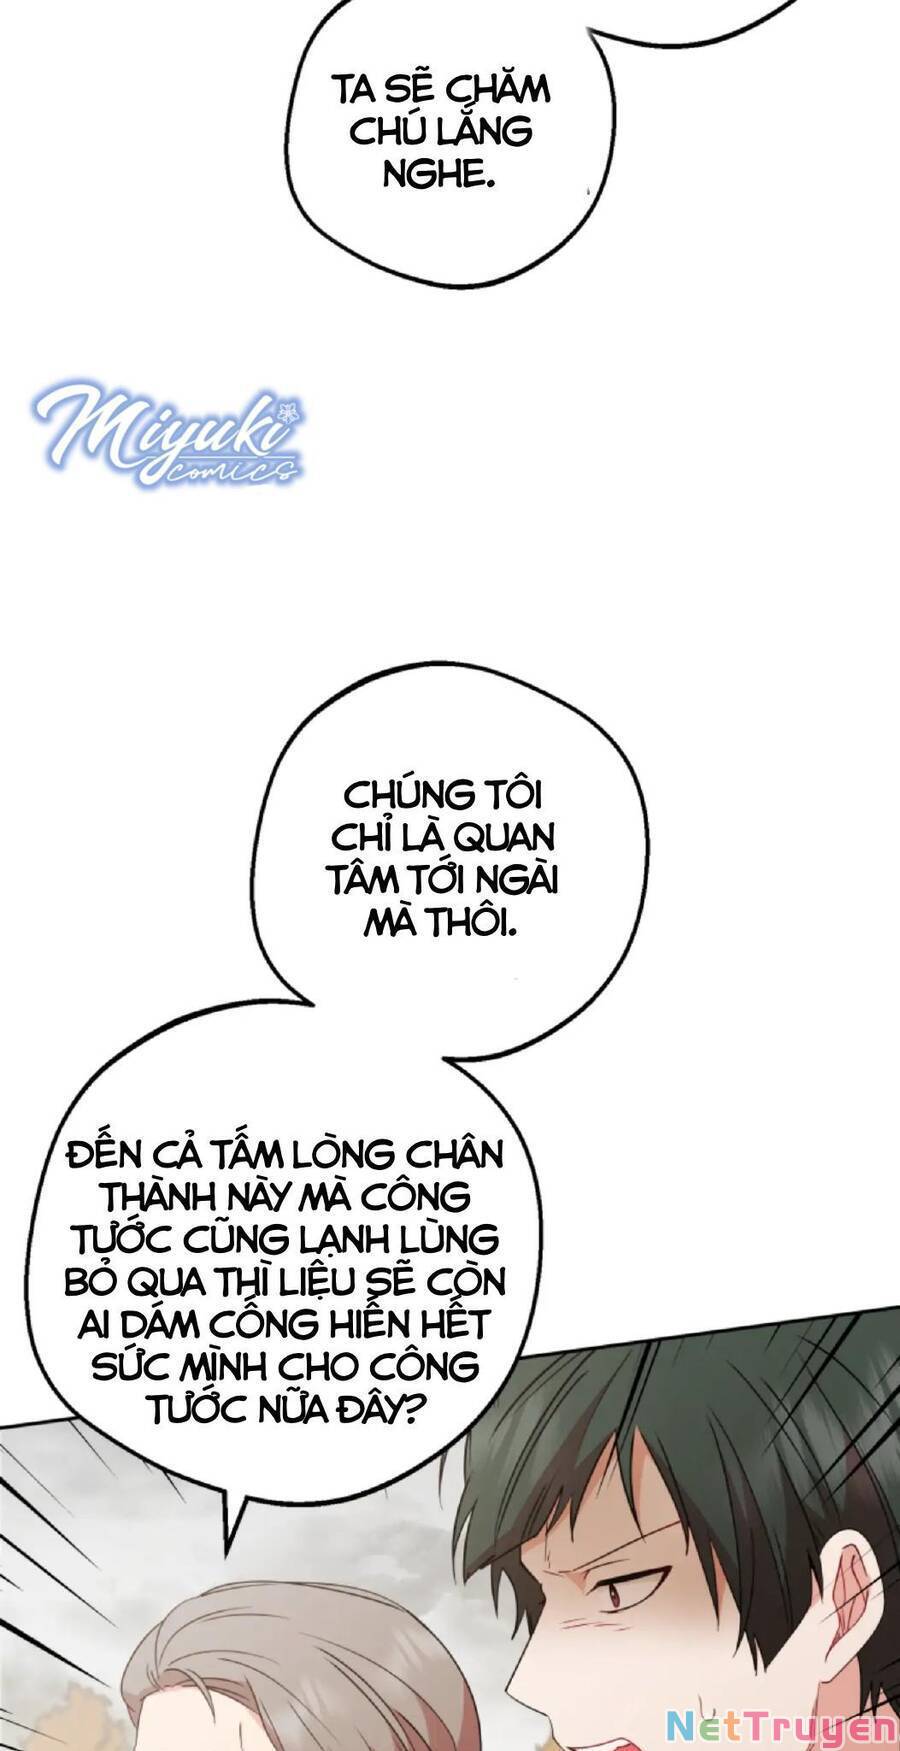 TA SẼ CHĂM
CHÚ LẮNG
NGHE.
Miyuki
comics
CHÚNG TÔI
CHỈ LÀ QUAN
TÂM TỚI NGÀI
MÀ THÔI.
ĐẾN CẢ TẤM LÒNG CHÂN
THÀNH NÀY MÀ CÔNG
TƯỚC CŨNG LẠNH LÙNG
BỎ QUA THÌ LIỆU SẼ CÒN
AI DÁM CỐNG HIẾN HẾT
SỨC MÌNH CHO CÔNG
TƯỚC NỮA ĐÂY?
NetTruyen